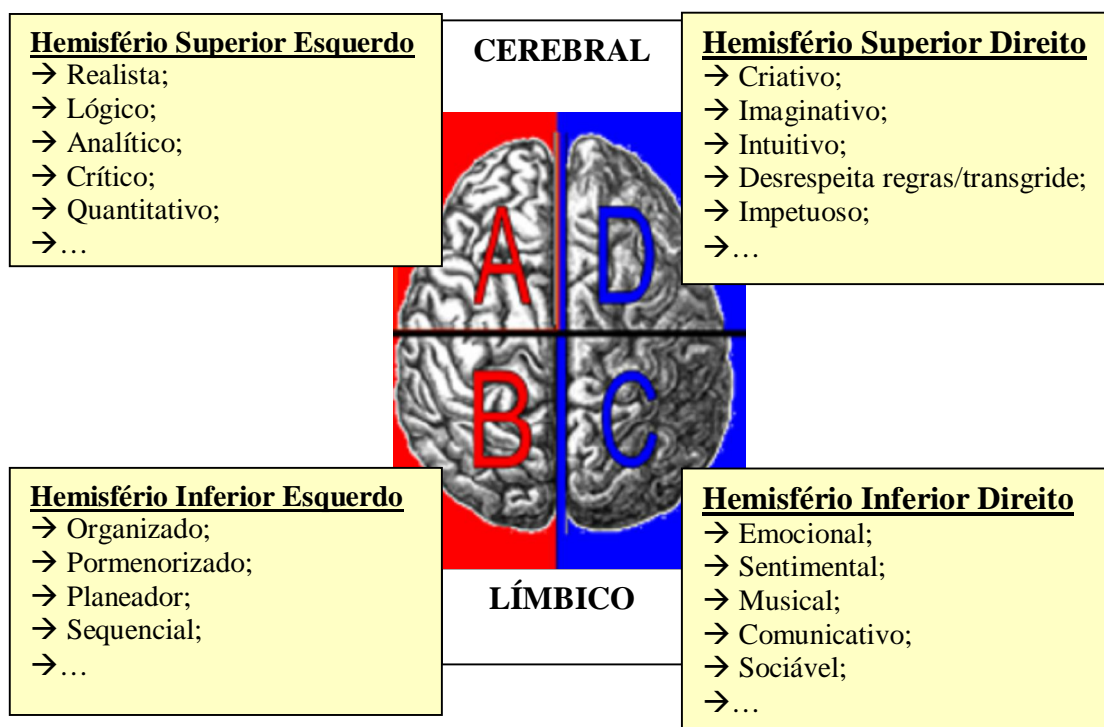 Hemisfério Superior Esquerdo
→ Realista;
→ Lógico;
→ Analítico;
→ Crítico;
→ Quantitativo;
→…
CEREBRAL
Hemisfério Superior Direito
→ Criativo;
→ Imaginativo;
→ Intuitivo;
→ Desrespeita regras/transgride;
→ Impetuoso;
→…
A
D
B
C
Hemisfério Inferior Esquerdo
→ Organizado;
→ Pormenorizado;
→ Planeador;
→ Sequencial;
→…
LÍMBICO
Hemisfério Inferior Direito
→ Emocional;
→ Sentimental;
→ Musical;
→ Comunicativo;
→ Sociável;
→…